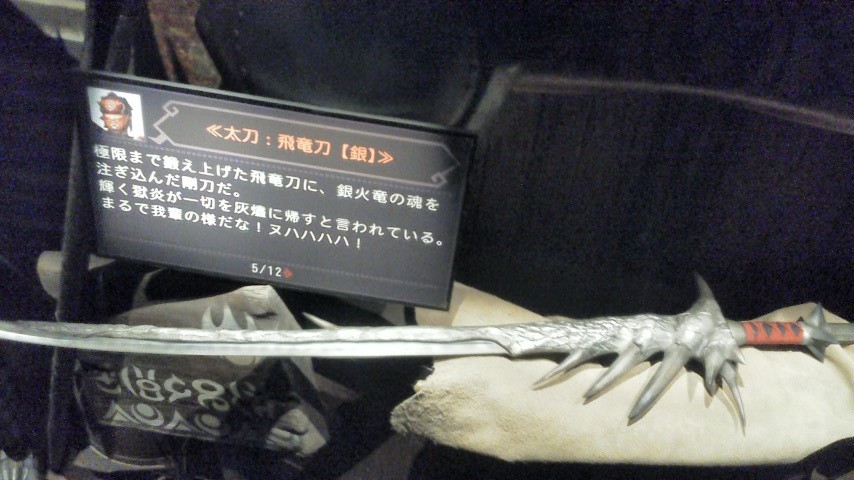 ≪太刀：飛竜刀【銀】≫
極限まで鍛え上げた飛竜刀に、銀火竜の魂を
注ぎ込んだ剛刀だ。
輝く獄炎が一切を灰燼に帰すと言われている。
まるで我輩の様だな！ヌハハハハ！
5/12